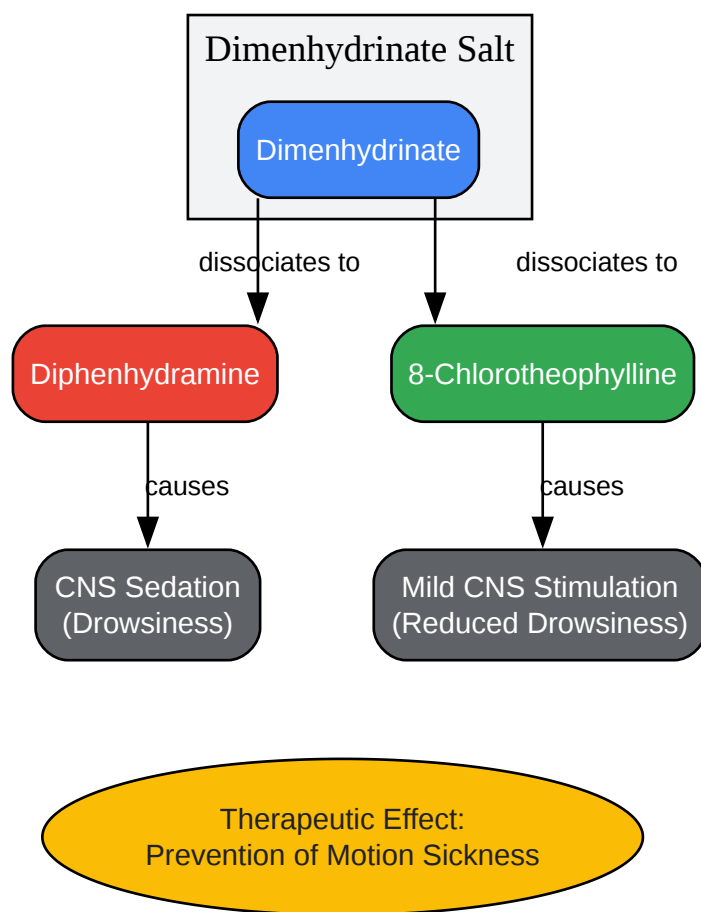 Dimenhydrinate Salt
Dimenhydrinate
dissociates to
dissociates to
Diphenhydramine
8-Chlorotheophylline
causes
causes
CNS Sedation
(Drowsiness)
Mild CNS Stimulation
(Reduced Drowsiness)
Therapeutic Effect:
Prevention of Motion Sickness